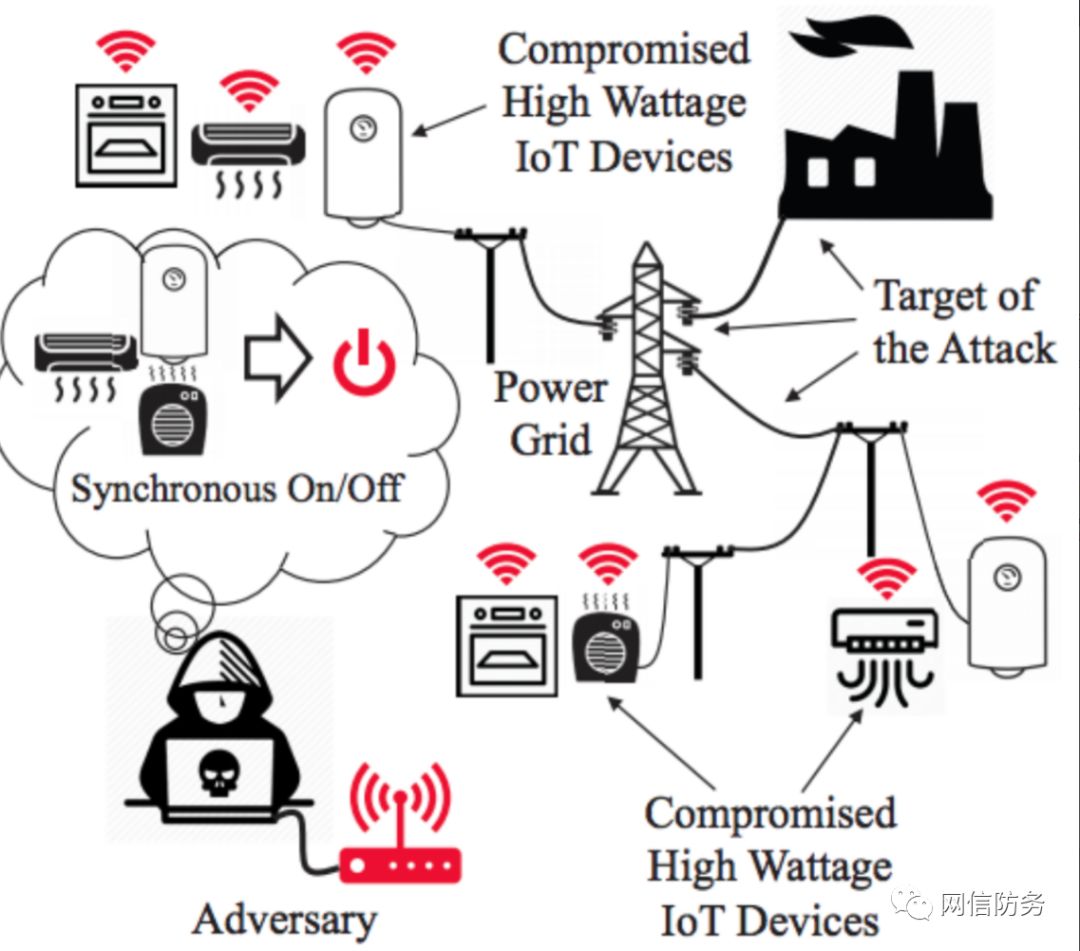 Compromised
High Wattage
IoT Devices
Target of
the Attack
Power
Grid
Synchronous On/Off
Compromised
High Wattage
IoT Devices
Adversary
网信防务